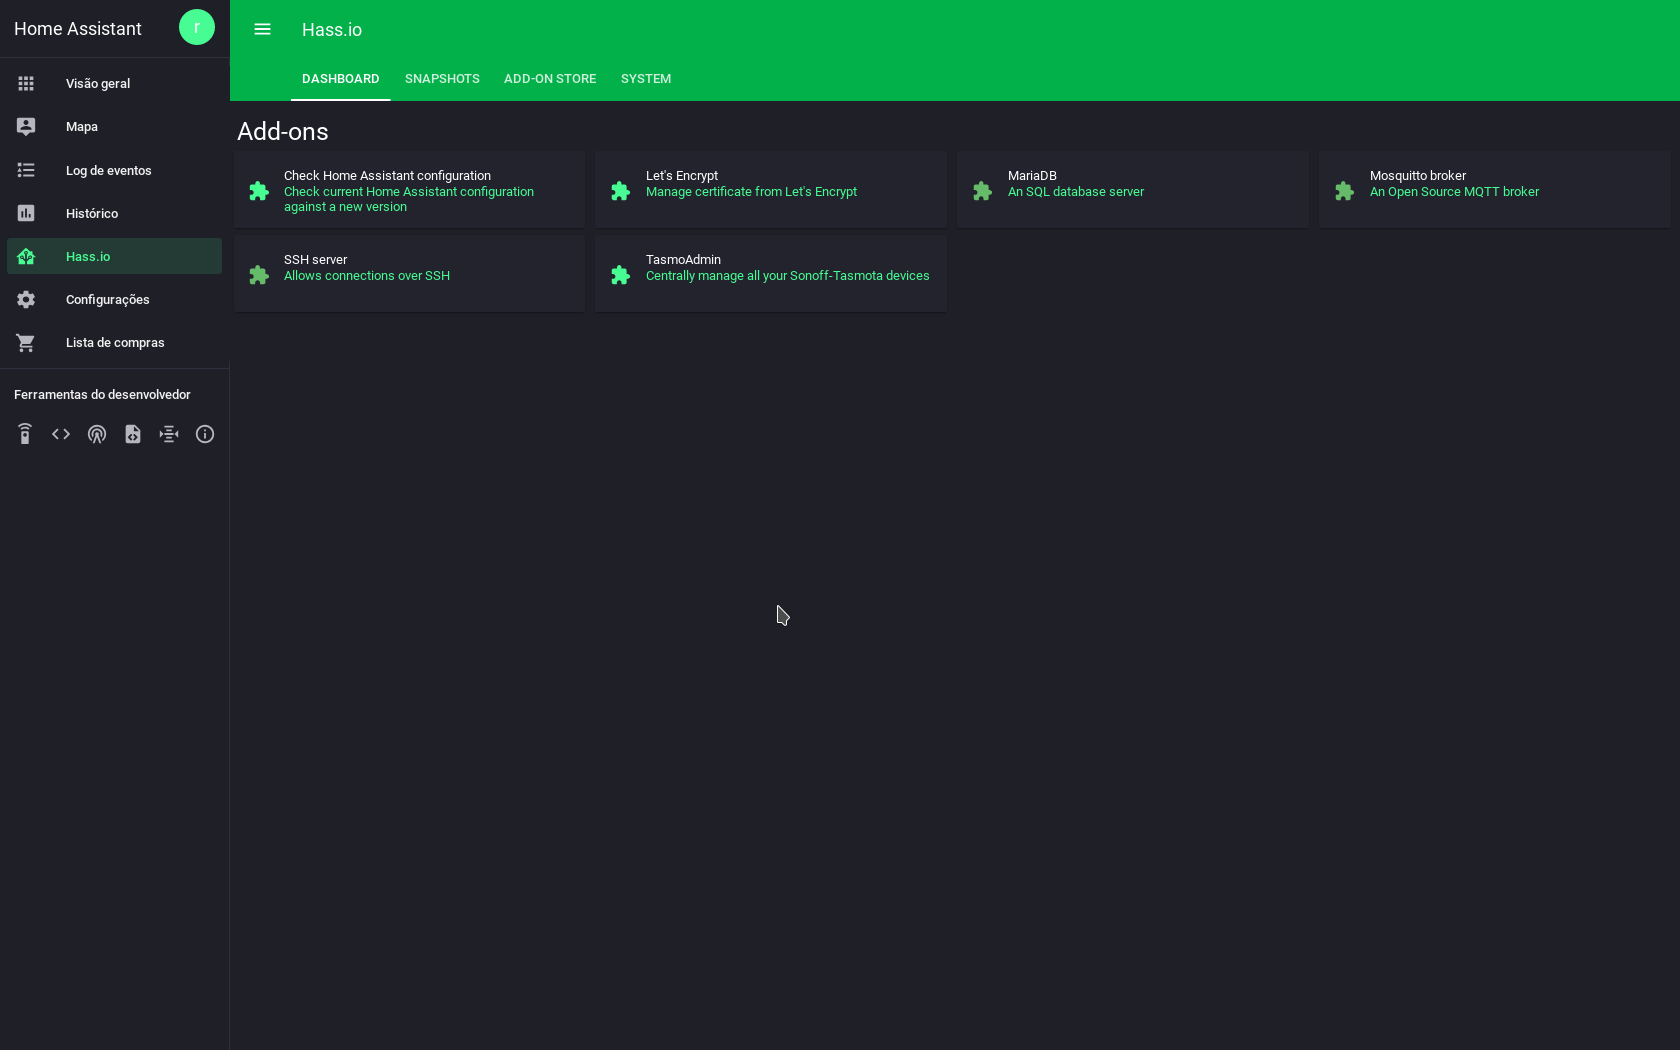 Home Assistant
r
Visão geral
Mapa
Log de eventos
Histórico
Hass.io
Configurações
Lista de compras
Ferramentas do desenvolvedor
Hass.io
DASHBOARD SNAPSHOTS ADD-ON STORE SYSTEM
Add-ons
Check Home Assistant configuration
Check current Home Assistant configuration
against a new version
Let's Encrypt
Manage certificate from Let's Encrypt
MariaDB
An SQL database server
Mosquitto broker
An Open Source MQTT broker
SSH server
Allows connections over SSH
TasmoAdmin
Centrally manage all your Sonoff-Tasmota devices